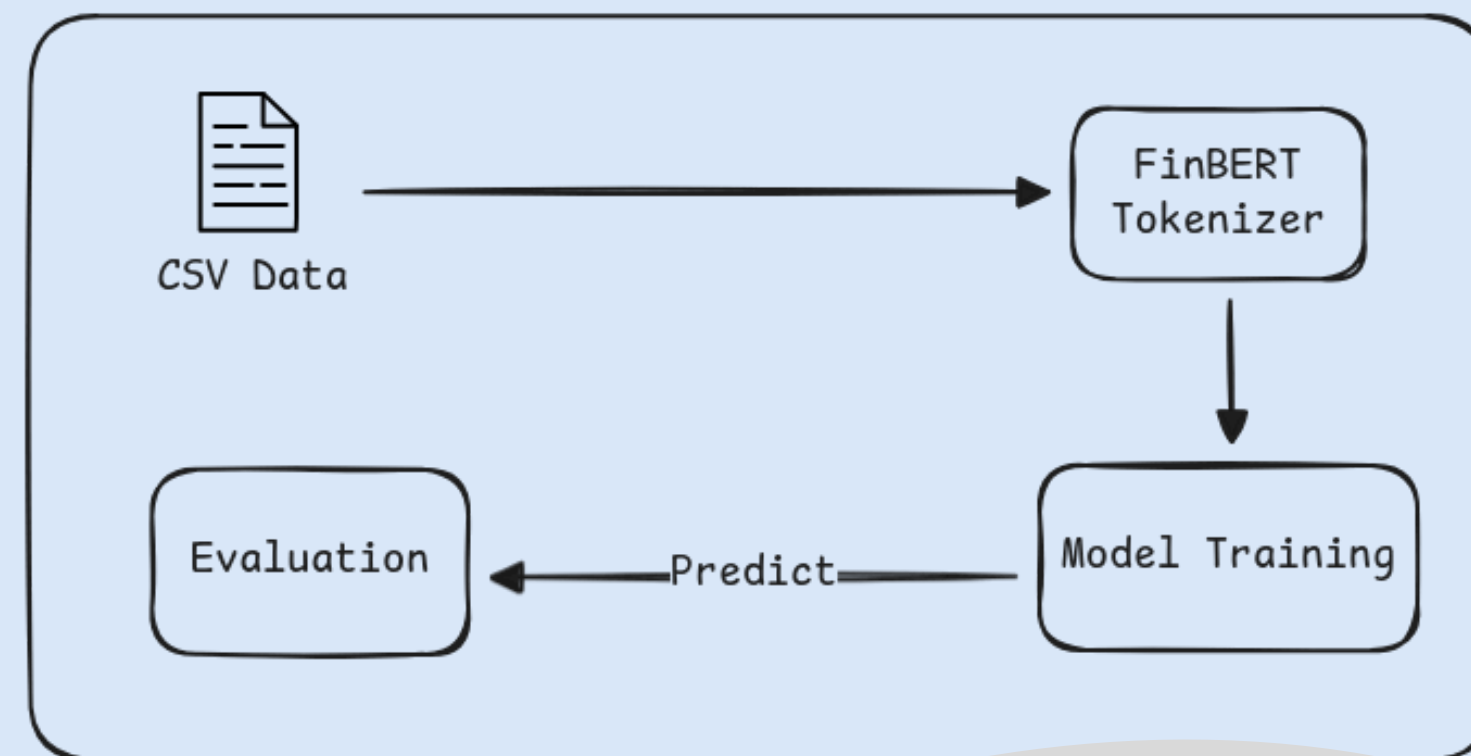 FinBERT
Tokenizer
CSV Data
Evaluation
Predict
Model Training